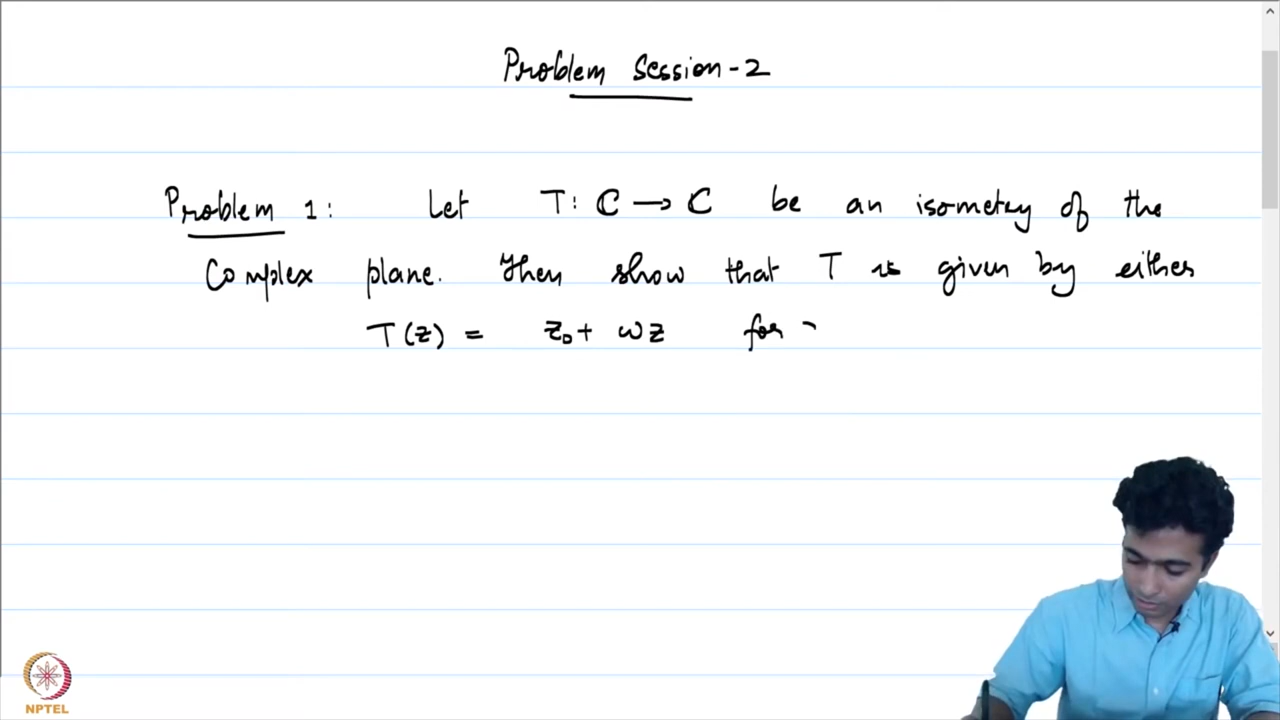 Problem Session-2
Problem 1: Let T: ℂ → ℂ be an isometry of the
Complex plane. Then show that T is given by either
T(z) = z₀ + ωz for
NPTEL